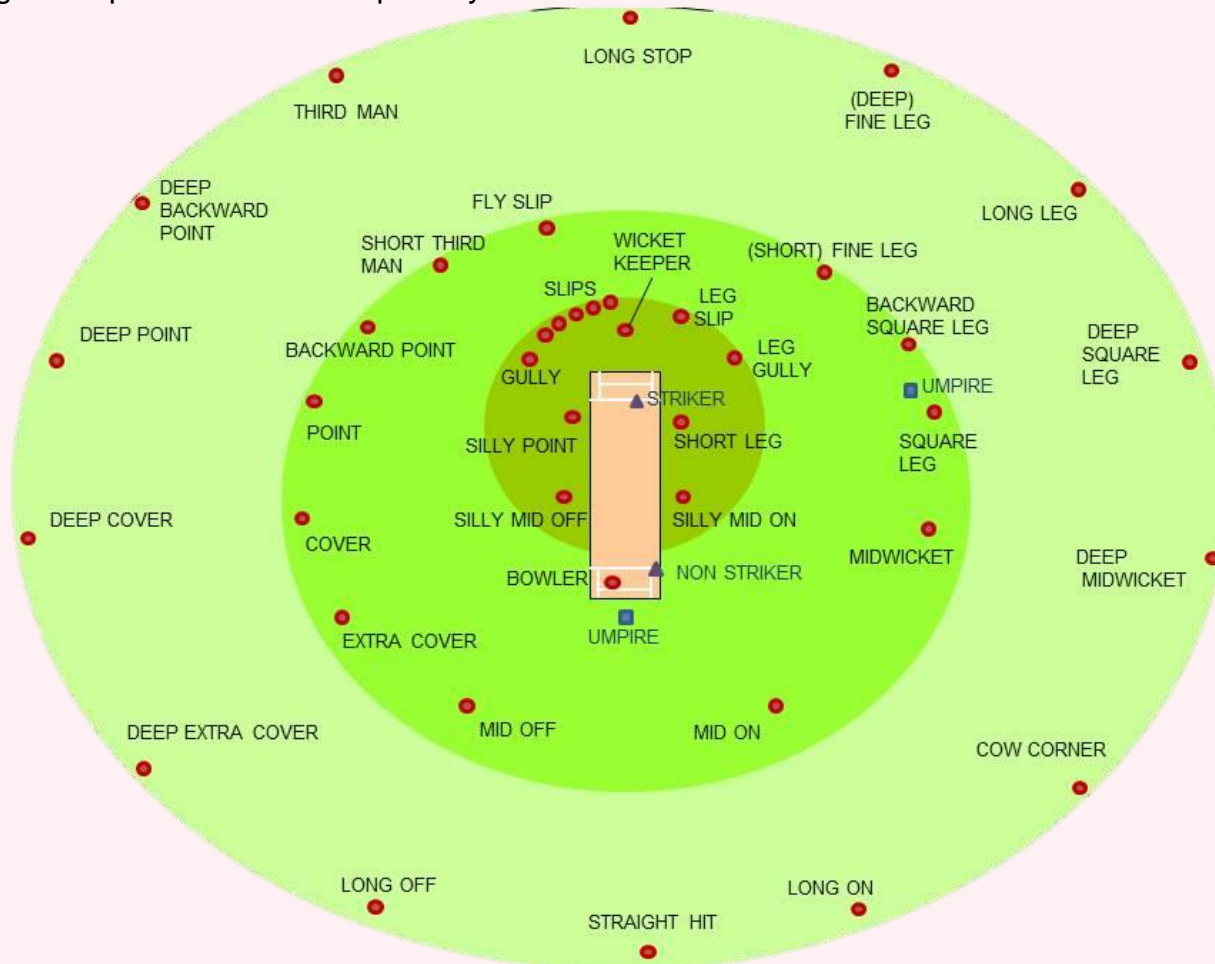 LONG STOP
(DEEP)
FINE LEG
THIRD MAN
DEEP
BACKWARD
POINT
FLY SLIP
LONG LEG
SHORT THIRD
MAN
WICKET
KEEPER
(SHORT) FINE LEG
SLIPS
LEG
SLIP
BACKWARD
SQUARE LEG
DEEP POINT
BACKWARD POINT
DEEP
SQUARE
LEG
GULLY
LEG
GULLY
UMPIRE
STRIKER
POINT
SILLY POINT
SHORT LEG
SQUARE
LEG
DEEP COVER
SILLY MID OFF
SILLY MID ON
COVER
MIDWICKET
DEEP
MIDWICKET
BOWLER
NON STRIKER
EXTRA COVER
UMPIRE
DEEP EXTRA COVER
MID OFF
MID ON
COW CORNER
LONG OFF
LONG ON
STRAIGHT HIT